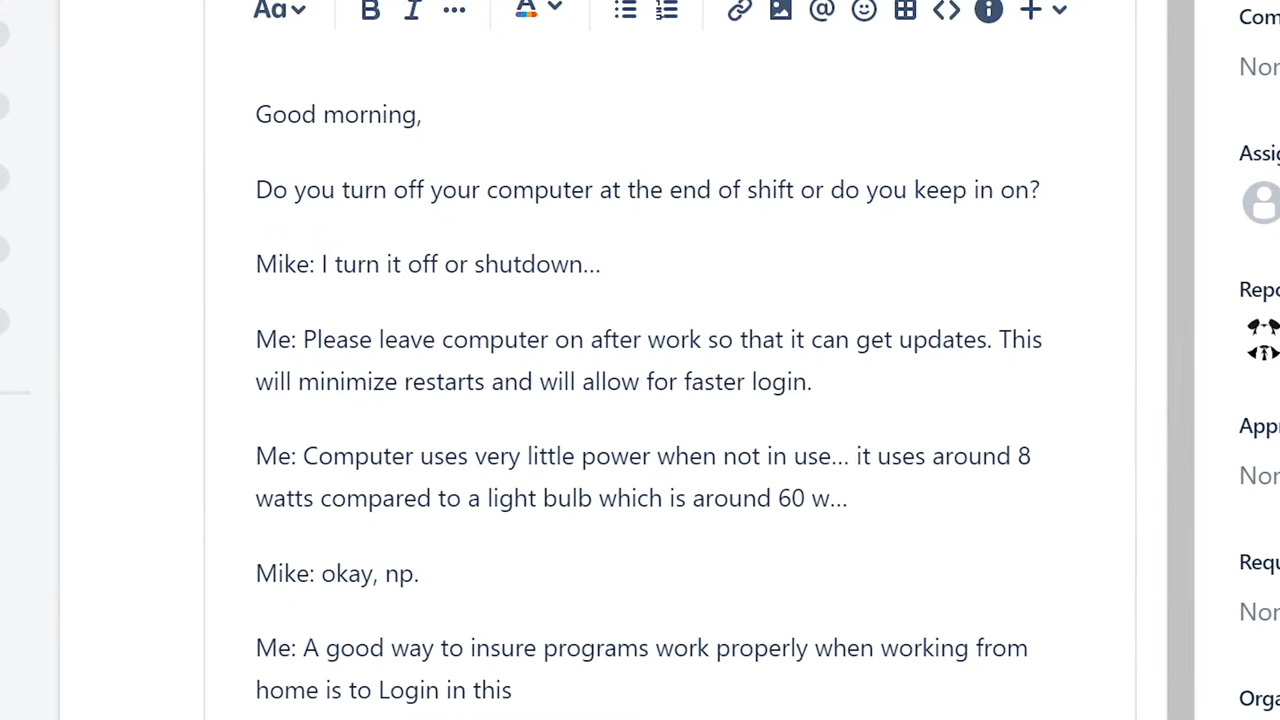 Aa
B I ... A
Com
Good morning,
Nor
Do you turn off your computer at the end of shift or do you keep in on?
Assig
Mike: I turn it off or shutdown...
Repo
Me: Please leave computer on after work so that it can get updates. This
will minimize restarts and will allow for faster login.
Appr
Me: Computer uses very little power when not in use... it uses around 8
Nor
watts compared to a light bulb which is around 60 w...
Requ
Mike: okay, np.
Nor
Me: A good way to insure programs work properly when working from
home is to Login in this
Orga